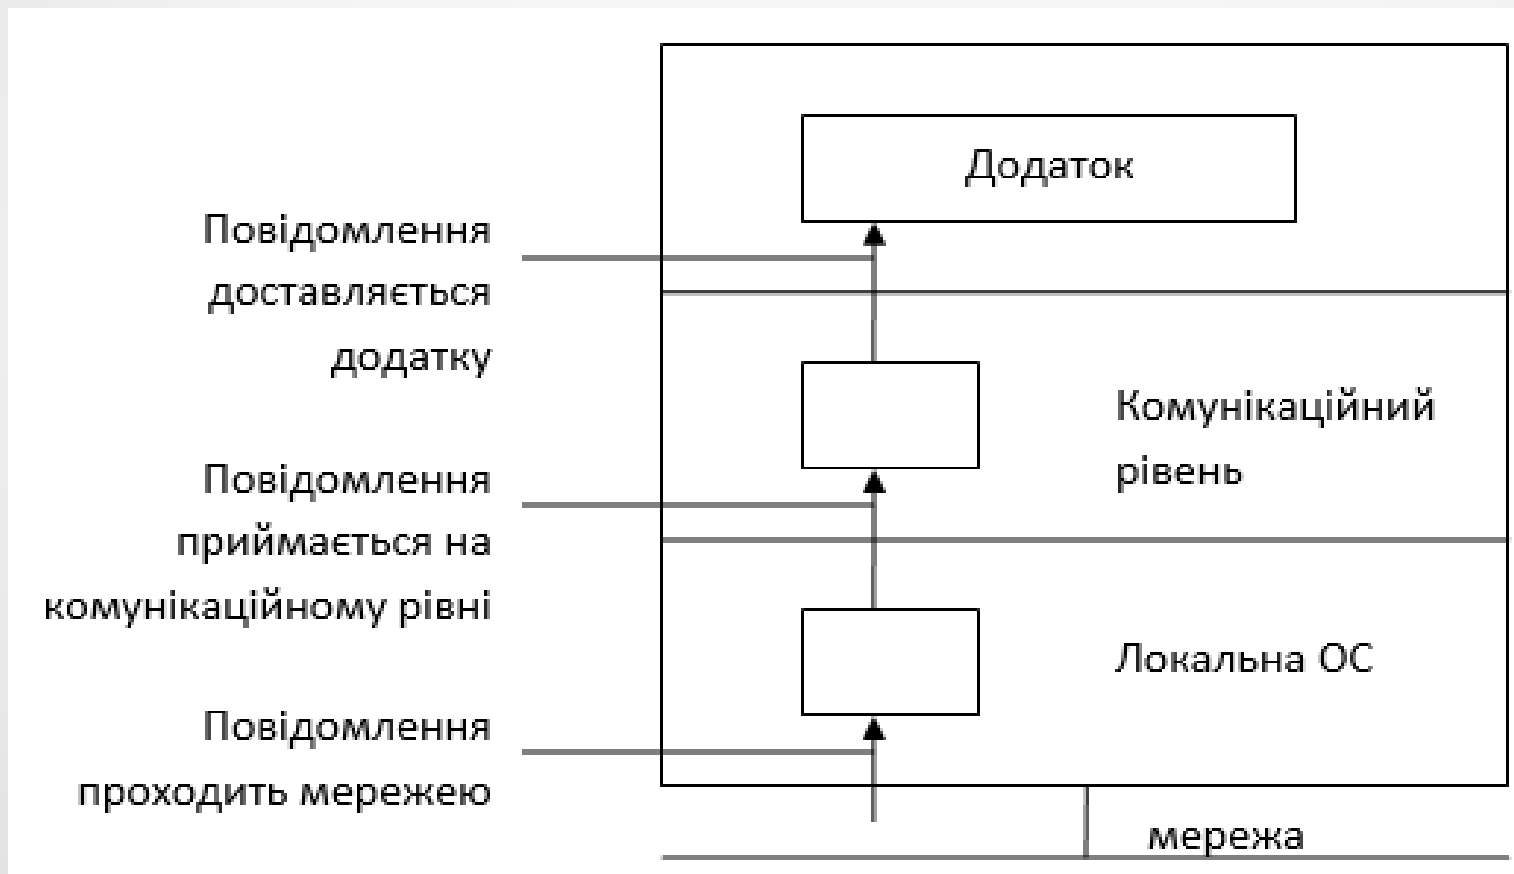 Додаток
Повідомлення
доставляється
додатку
Комунікаційний
рівень
Повідомлення
приймається на
комунікаційному рівні
Локальна ОС
Повідомлення
проходить мережею
мережа